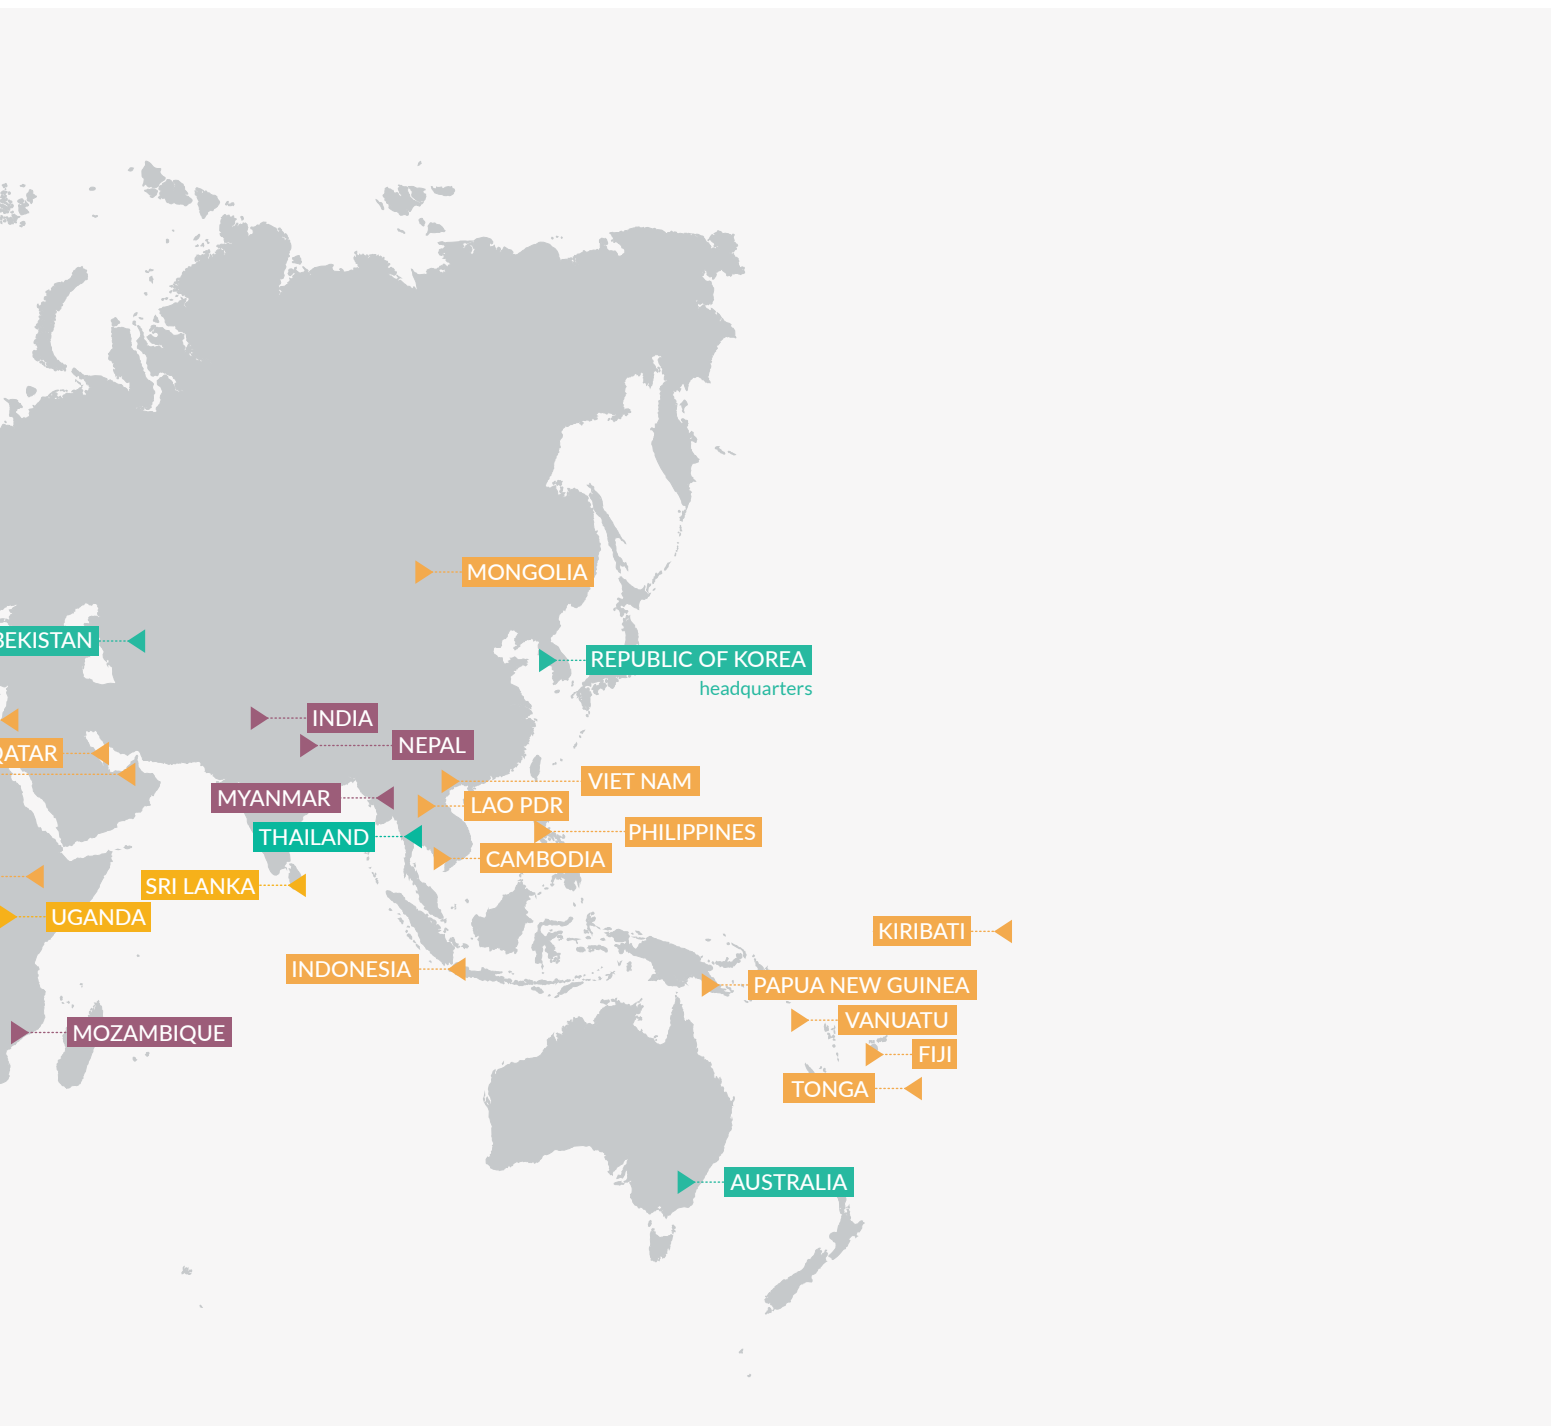 MONGOLIA
BEKISTAN
REPUBLIC OF KOREA
headquarters
INDIA
NEPAL
QATAR
VIET NAM
MYANMAR
LAO PDR
THAILAND
PHILIPPINES
CAMBODIA
SRI LANKA
UGANDA
KIRIBATI
INDONESIA
PAPUA NEW GUINEA
VANUATU
MOZAMBIQUE
FIJI
TONGA
AUSTRALIA